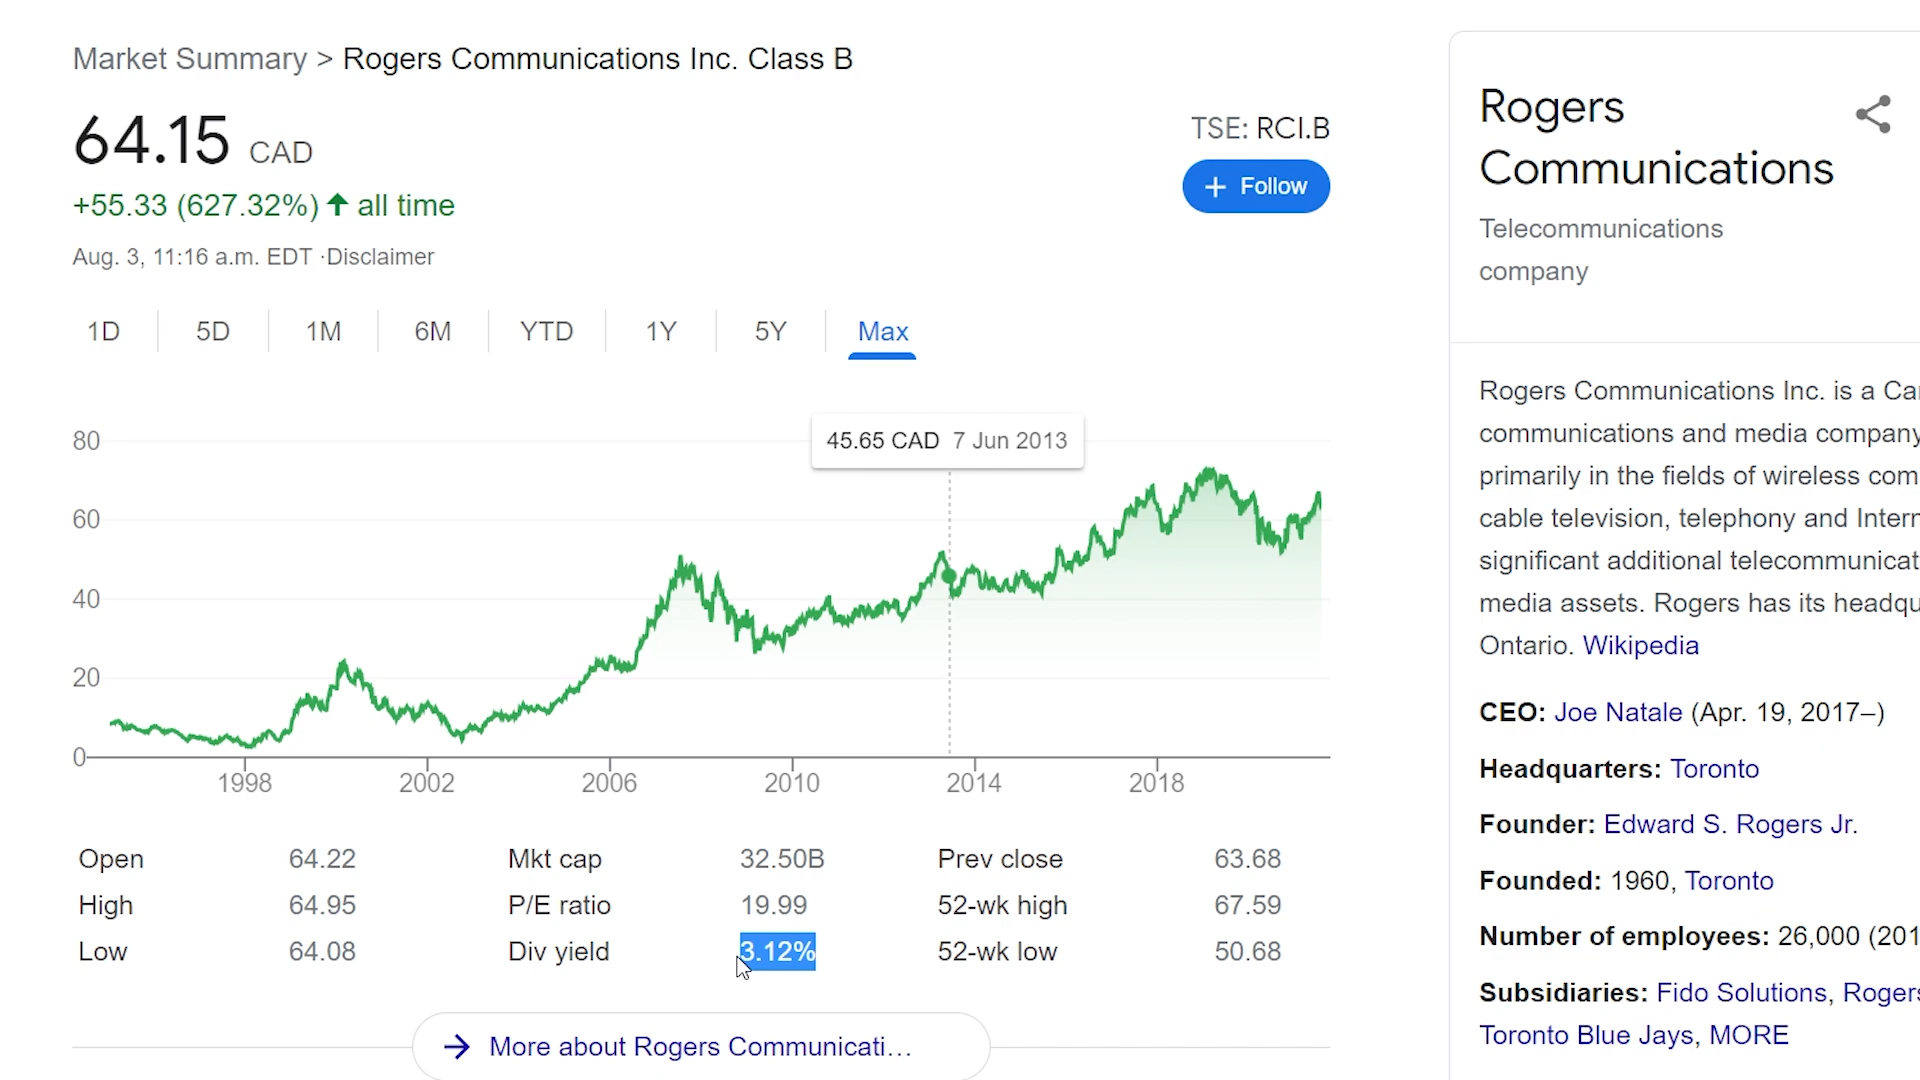 Market Summary > Rogers Communications Inc. Class B
64.15 CAD
+55.33 (627.32%) ↑ all time
Aug. 3, 11:16 a.m. EDT ·Disclaimer
TSE: RCI.B
+ Follow
1D 5D 1M 6M YTD 1Y 5Y Max
45.65 CAD 7 Jun 2013
80
60
40
20
0
1998 2002 2006 2010 2014 2018
Open 64.22 Mkt cap 32.50B Prev close 63.68
High 64.95 P/E ratio 19.99 52-wk high 67.59
Low 64.08 Div yield 3.12% 52-wk low 50.68
→ More about Rogers Communicati...
Rogers
Communications
Telecommunications
company
Rogers Communications Inc. is a Ca
communications and media company
primarily in the fields of wireless com
cable television, telephony and Intern
significant additional telecommunicat
media assets. Rogers has its headqu
Ontario. Wikipedia
CEO: Joe Natale (Apr. 19, 2017–)
Headquarters: Toronto
Founder: Edward S. Rogers Jr.
Founded: 1960, Toronto
Number of employees: 26,000 (201
Subsidiaries: Fido Solutions, Rogers
Toronto Blue Jays, MORE